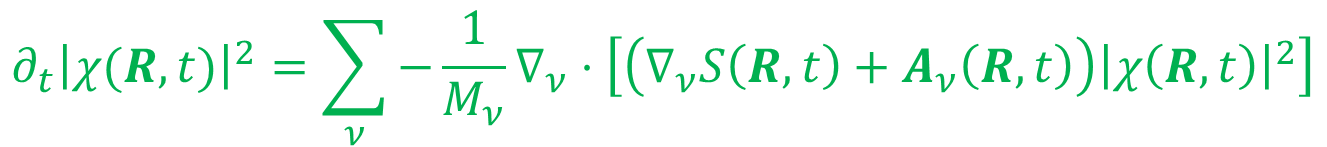 ∂ₜ|χ(𝑹, t)|² = ∑_ν − 1/M_ν ∇_ν · [(∇_ν S(𝑹, t) + 𝑨_ν(𝑹, t))|χ(𝑹, t)|²]